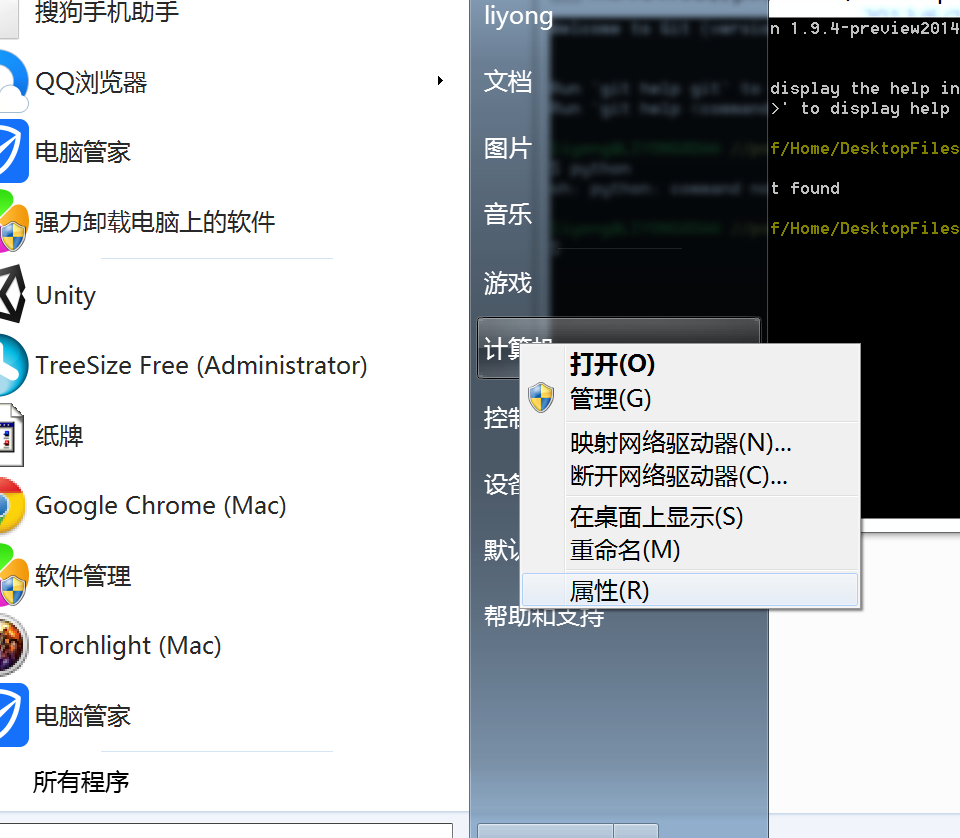 搜狗手机助手
QQ浏览器
电脑管家
强力卸载电脑上的软件
Unity
TreeSize Free (Administrator)
纸牌
Google Chrome (Mac)
软件管理
Torchlight (Mac)
电脑管家
所有程序
liyong
文档
图片
音乐
游戏
计算机
控制
设备
默认
帮助和支持
打开(O)
管理(G)
映射网络驱动器(N)...
断开网络驱动器(C)...
在桌面上显示(S)
重命名(M)
属性(R)
Welcome to Git (version 1.9.4-preview2014
Run 'git help git' to display the help in
Run 'git help <command>' to display help
f/Home/DesktopFiles
$ python
sh: python: command not found
f/Home/DesktopFiles